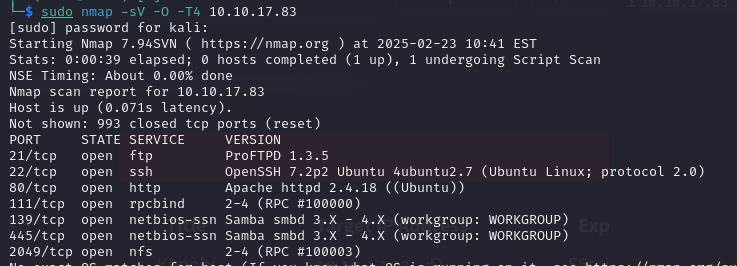 └─$ sudo nmap -sV -O -T4 10.10.17.83
[sudo] password for kali:
Starting Nmap 7.94SVN ( https://nmap.org ) at 2025-02-23 10:41 EST
Stats: 0:00:39 elapsed; 0 hosts completed (1 up), 1 undergoing Script Scan
NSE Timing: About 0.00% done
Nmap scan report for 10.10.17.83
Host is up (0.071s latency).
Not shown: 993 closed tcp ports (reset)
PORT     STATE SERVICE     VERSION
21/tcp   open  ftp         ProFTPD 1.3.5
22/tcp   open  ssh         OpenSSH 7.2p2 Ubuntu 4ubuntu2.7 (Ubuntu Linux; protocol 2.0)
80/tcp   open  http        Apache httpd 2.4.18 ((Ubuntu))
111/tcp  open  rpcbind     2-4 (RPC #100000)
139/tcp  open  netbios-ssn Samba smbd 3.X - 4.X (workgroup: WORKGROUP)
445/tcp  open  netbios-ssn Samba smbd 3.X - 4.X (workgroup: WORKGROUP)
2049/tcp open  nfs         2-4 (RPC #100003)